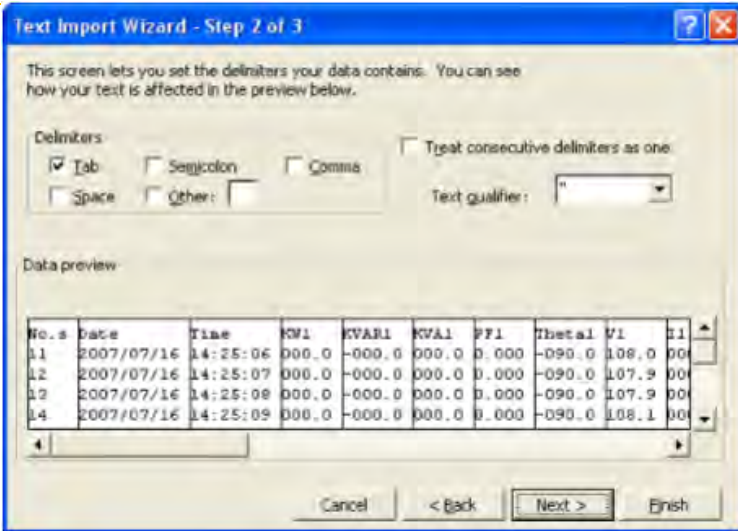 Text Import Wizard - Step 2 of 3
This screen lets you set the delimiters your data contains. You can see
how your text is affected in the preview below.
Delimiters
Tab Semicolon Comma
Space Other:
Treat consecutive delimiters as one
Text qualifier: "
Data preview
No.s Date Time KW1 KVAR1 KVA1 PF1 Theta1 V1 I1
11 2007/07/16 14:25:06 000.0 -000.0 000.0 0.000 -090.0 108.0 00
12 2007/07/16 14:25:07 000.0 -000.0 000.0 0.000 -090.0 107.9 00
13 2007/07/16 14:25:08 000.0 -000.0 000.0 0.000 -090.0 107.9 00
14 2007/07/16 14:25:09 000.0 -000.0 000.0 0.000 -090.0 108.1 00
Cancel < Back Next > Finish